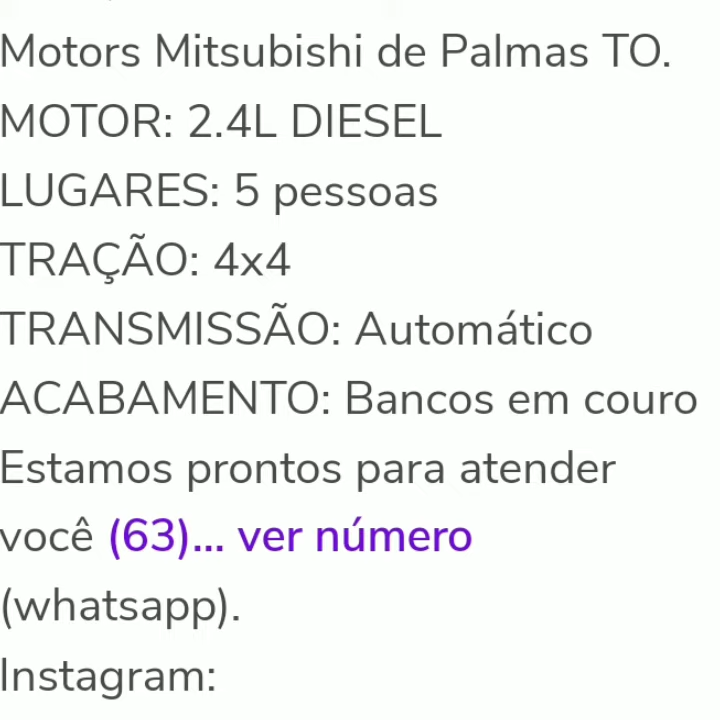 Motors Mitsubishi de Palmas TO.
MOTOR: 2.4L DIESEL
LUGARES: 5 pessoas
TRAÇÃO: 4x4
TRANSMISSÃO: Automático
ACABAMENTO: Bancos em couro
Estamos prontos para atender
você (63)... ver número
(whatsapp).
Instagram: